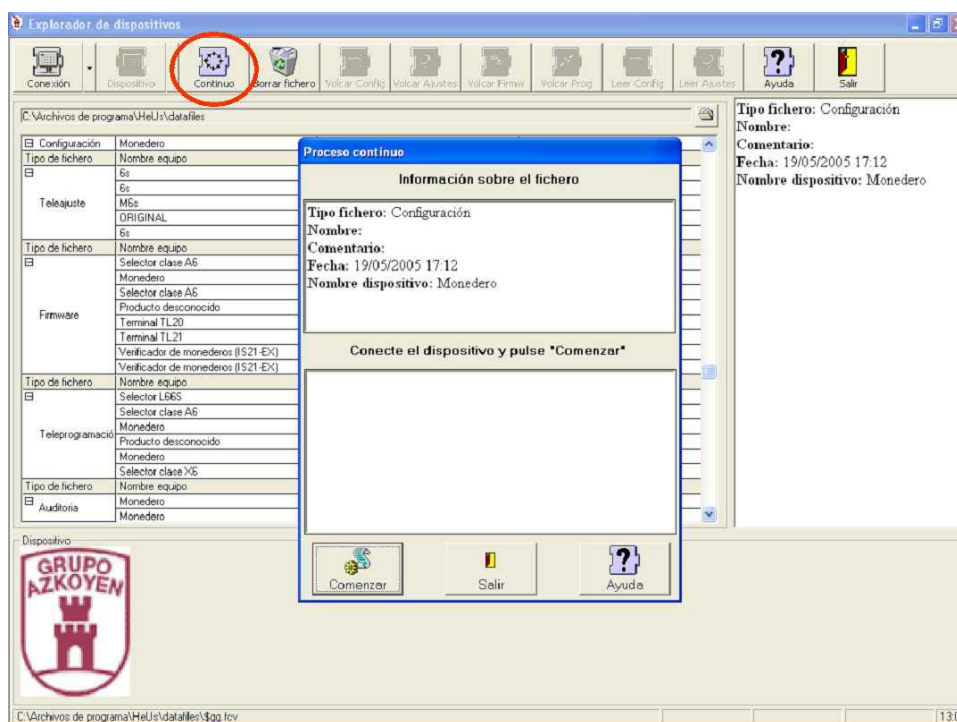 Explorador de dispositivos
Conexión
Dispositivo
Continuo
Borrar fichero
Volcar Config
Volcar Ajustes
Volcar Firmw
Volcar Prog
Leer Config
Leer Ajustes
Ayuda
Salir
C:\Archivos de programa\HeUs\datafiles
Tipo fichero: Configuración
Nombre:
Comentario:
Fecha: 19/05/2005 17:12
Nombre dispositivo: Monedero
Configuración Monedero
Tipo de fichero Nombre equipo
6s
6s
Teleajuste M6s
ORIGINAL
6s
Tipo de fichero Nombre equipo
Selector clase A6
Monedero
Selector clase A6
Firmware Producto desconocido
Terminal TL20
Terminal TL21
Verificador de monederos (IS21-EX)
Verificador de monederos (IS21-EX)
Tipo de fichero Nombre equipo
Selector L66S
Selector clase A6
Teleprogramació Monedero
Producto desconocido
Monedero
Selector clase X6
Tipo de fichero Nombre equipo
Auditoria Monedero
Monedero
Proceso continuo
Información sobre el fichero
Tipo fichero: Configuración
Nombre:
Comentario:
Fecha: 19/05/2005 17:12
Nombre dispositivo: Monedero
Conecte el dispositivo y pulse "Comenzar"
Comenzar
Salir
Ayuda
Dispositivo
GRUPO
AZKOYEN
C:\Archivos de programa\HeUs\datafiles\$gg.fcv